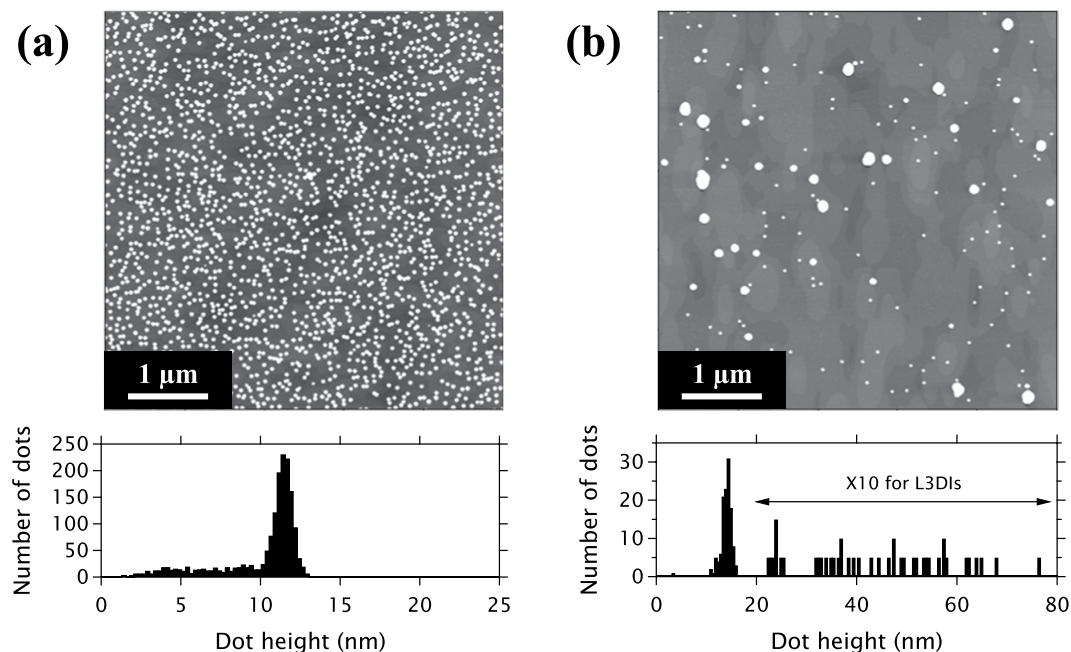 (a)
(b)
1 µm
1 µm
Number of dots
250
200
150
100
50
0
0 5 10 15 20 25
Dot height (nm)
Number of dots
30
20
10
0
X10 for L3DIs
0 20 40 60 80
Dot height (nm)